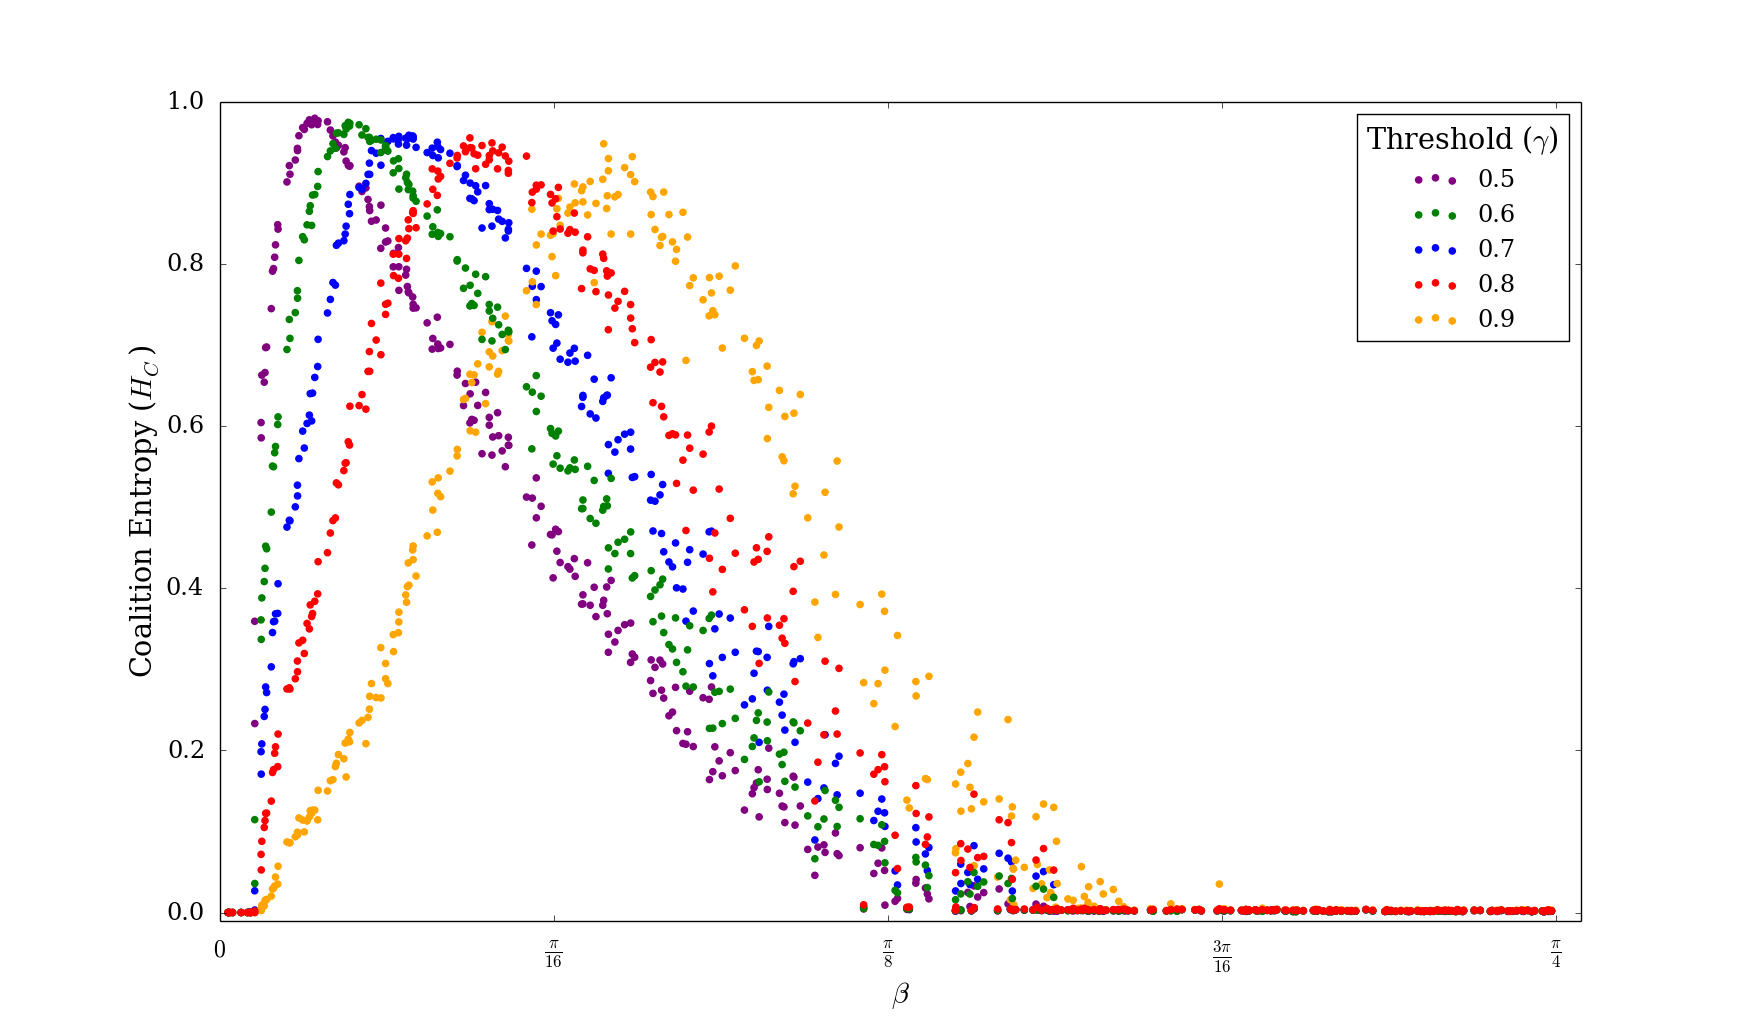 1.0
0.8
0.6
0.4
0.2
0.0
Coalition Entropy (H_C)
0
π/16
π/8
3π/16
π/4
β
Threshold (γ)
0.5
0.6
0.7
0.8
0.9